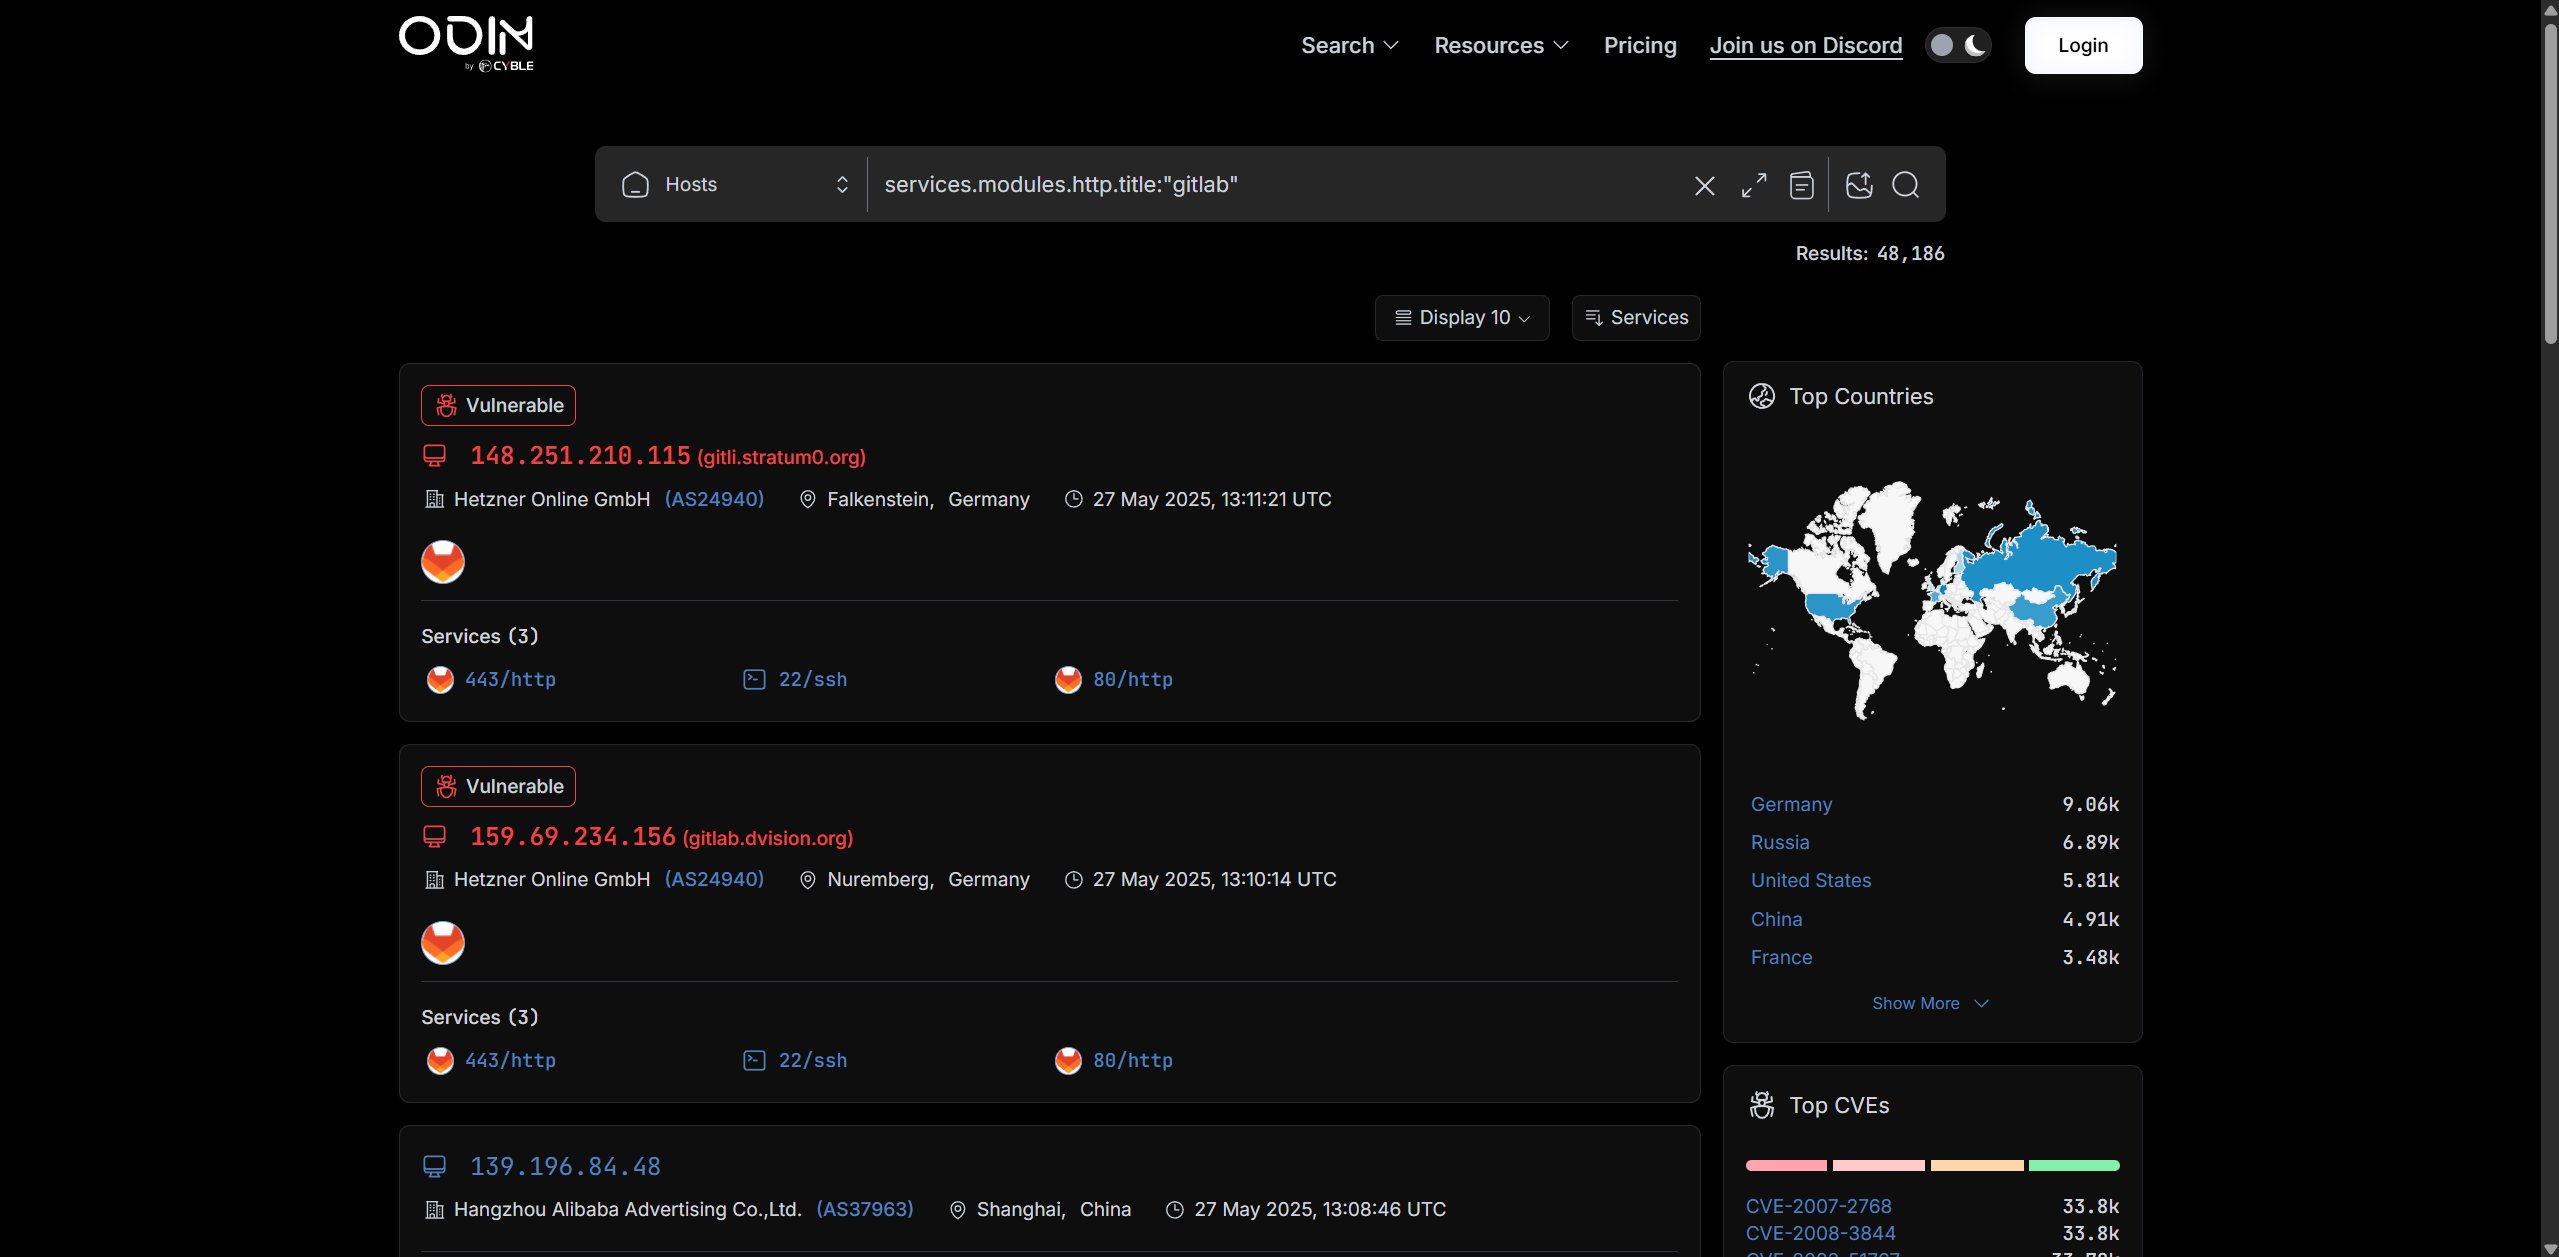 ODIN
by CYBLE
Search
Resources
Pricing
Join us on Discord
Login
Hosts
services.modules.http.title:"gitlab"
Results: 48,186
Display 10
Services
Vulnerable
148.251.210.115 (gitli.stratum0.org)
Hetzner Online GmbH (AS24940) Falkenstein, Germany 27 May 2025, 13:11:21 UTC
Services (3)
443/http 22/ssh 80/http
Vulnerable
159.69.234.156 (gitlab.dvision.org)
Hetzner Online GmbH (AS24940) Nuremberg, Germany 27 May 2025, 13:10:14 UTC
Services (3)
443/http 22/ssh 80/http
139.196.84.48
Hangzhou Alibaba Advertising Co.,Ltd. (AS37963) Shanghai, China 27 May 2025, 13:08:46 UTC
Top Countries
Germany 9.06k
Russia 6.89k
United States 5.81k
China 4.91k
France 3.48k
Show More
Top CVEs
CVE-2007-2768 33.8k
CVE-2008-3844 33.8k